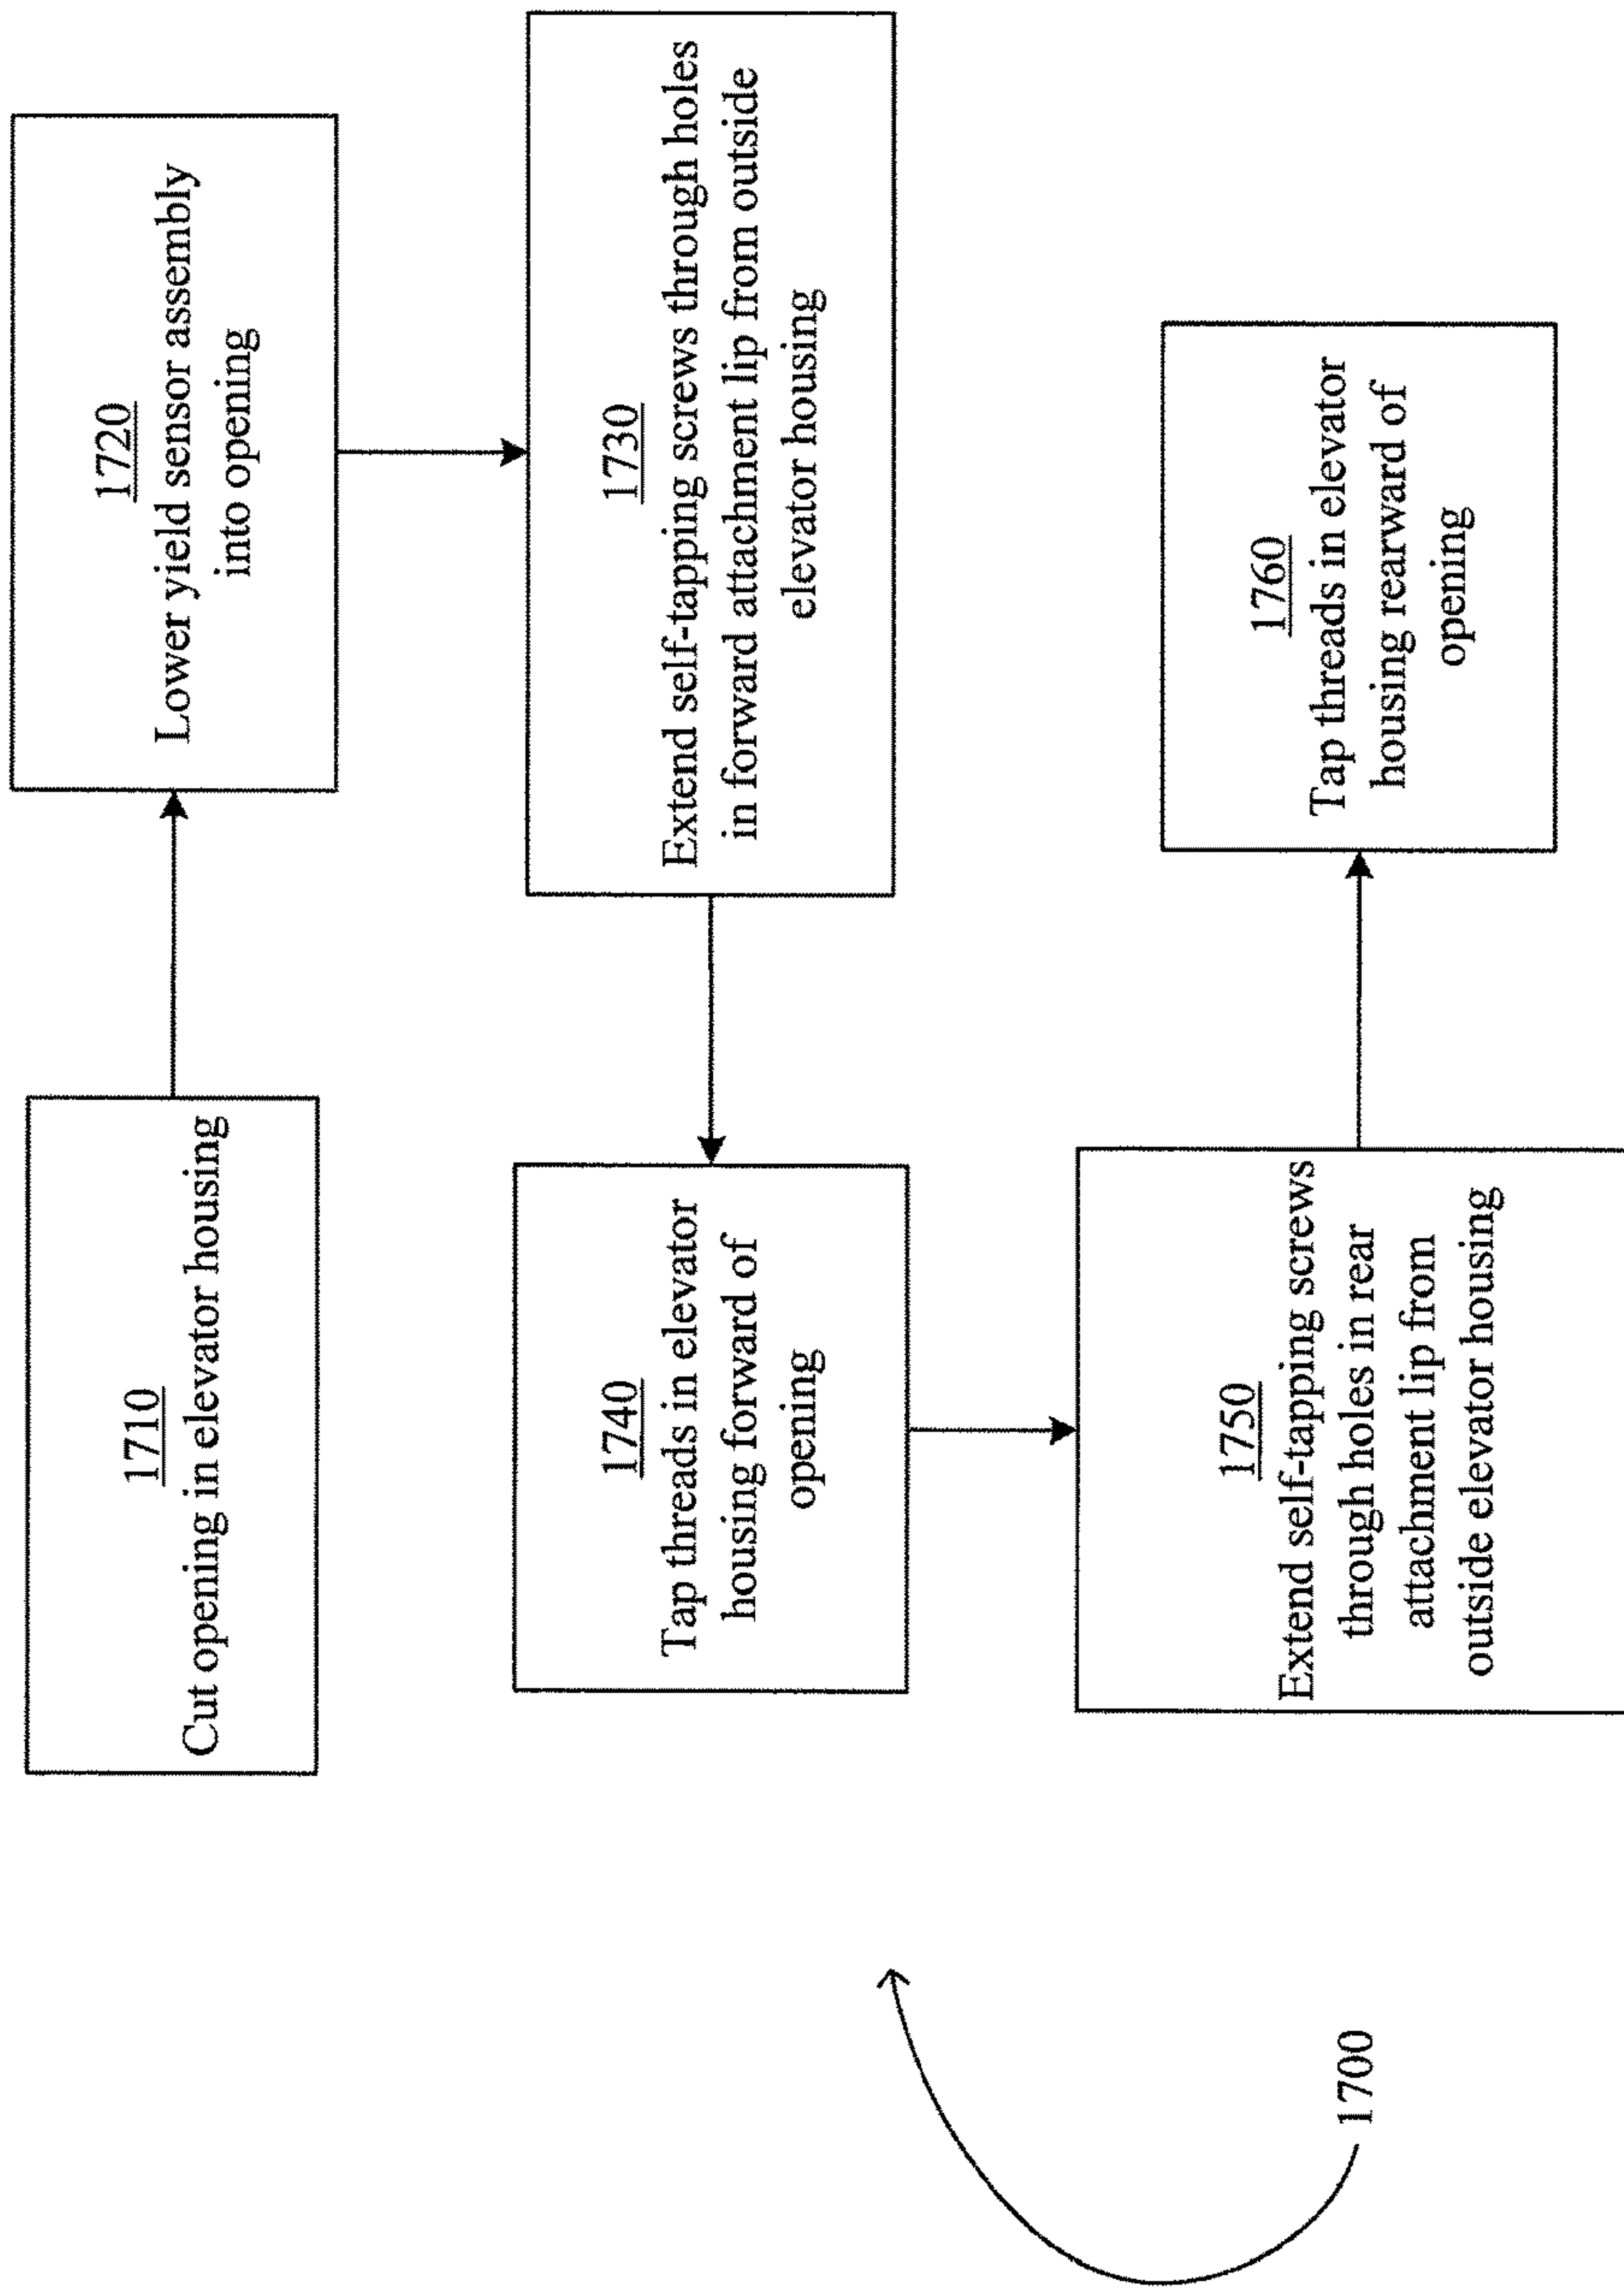 1710
Cut opening in elevator housing
1720
Lower yield sensor assembly
into opening
1730
Extend self-tapping screws through holes
in forward attachment lip from outside
elevator housing
1740
Tap threads in elevator
housing forward of
opening
1750
Extend self-tapping screws
through holes in rear
attachment lip from
outside elevator housing
1760
Tap threads in elevator
housing rearward of
opening
1700